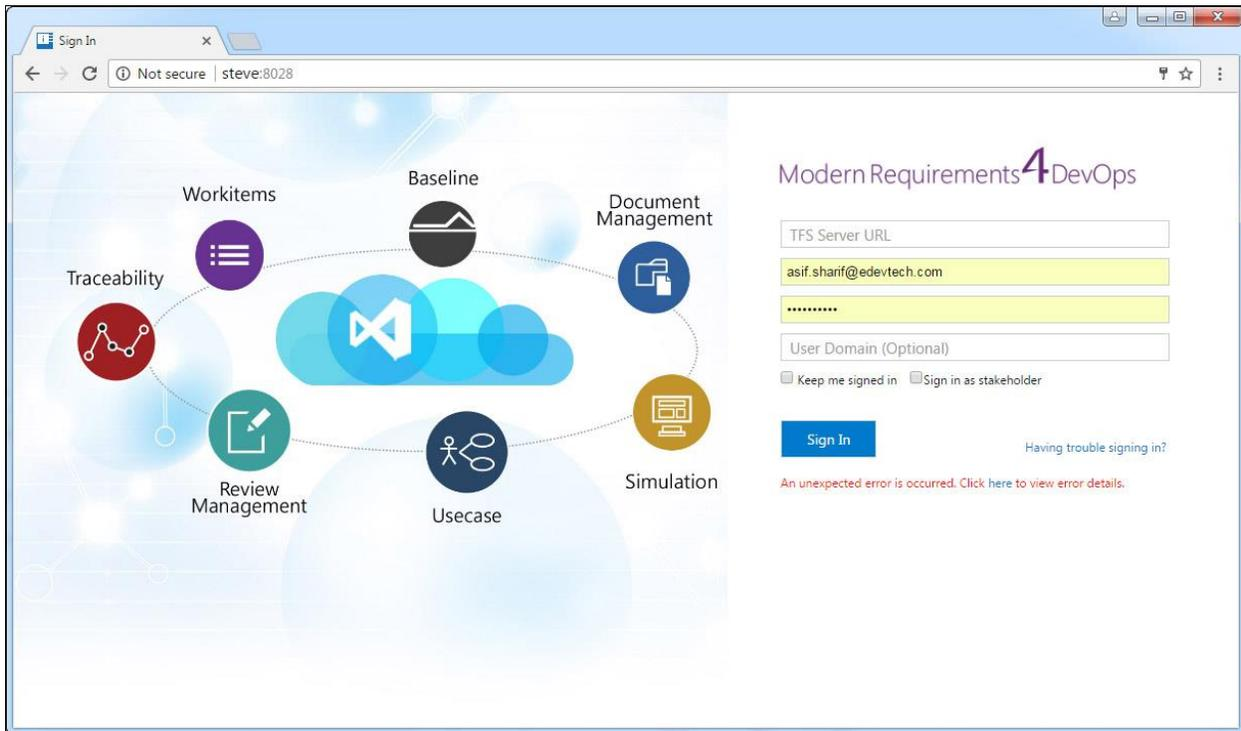 Sign In
Not secure | steve:8028
Workitems
Baseline
Document
Management
Traceability
Review
Management
Usecase
Simulation
Modern Requirements4DevOps
TFS Server URL
asif.sharif@edevtech.com
••••••••••
User Domain (Optional)
Keep me signed in Sign in as stakeholder
Sign In
Having trouble signing in?
An unexpected error is occurred. Click here to view error details.